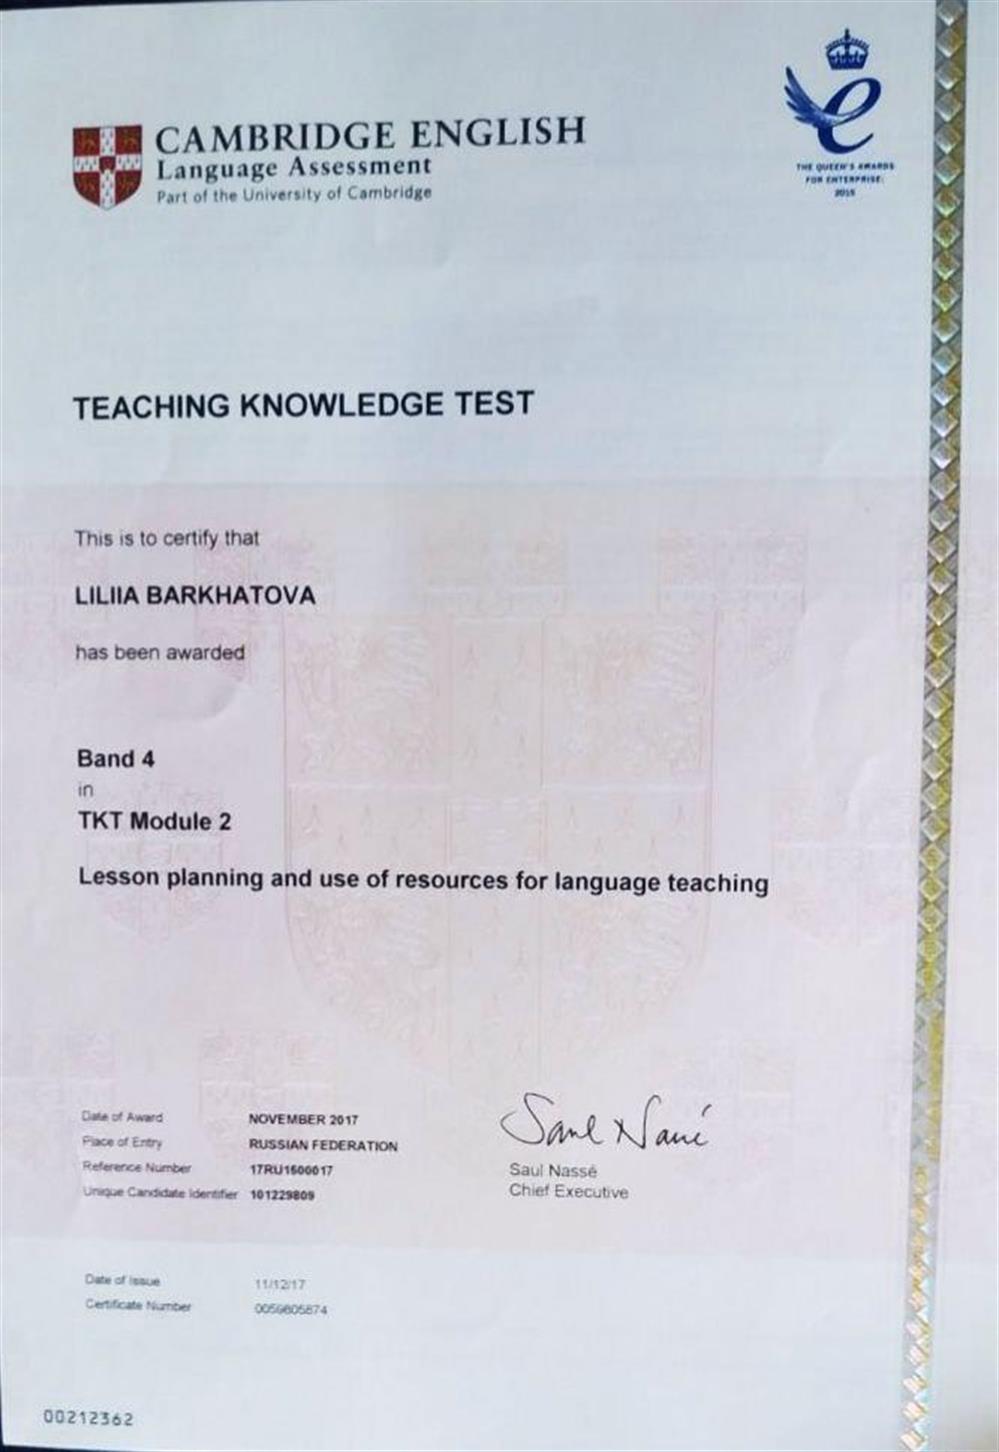 CAMBRIDGE ENGLISH
Language Assessment
Part of the University of Cambridge
THE QUEEN'S AWARDS
FOR ENTERPRISE:
2015
TEACHING KNOWLEDGE TEST
This is to certify that
LILIIA BARKHATOVA
has been awarded
Band 4
in
TKT Module 2
Lesson planning and use of resources for language teaching
Date of Award NOVEMBER 2017
Place of Entry RUSSIAN FEDERATION
Reference Number 17RU1600017
Unique Candidate Identifier 101229809
Saul Nassé
Saul Nassé
Chief Executive
Date of Issue 11/12/17
Certificate Number 0059805874
00212362